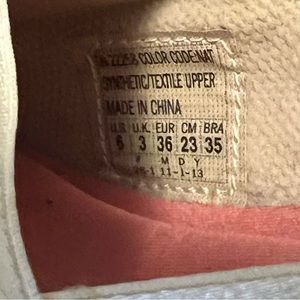 COLOR CODE:NAT
SYNTHETIC/TEXTILE UPPER
MADE IN CHINA
U.S U.K. EUR CM BRA
6 3 36 23 35
M D Y
11-1-13